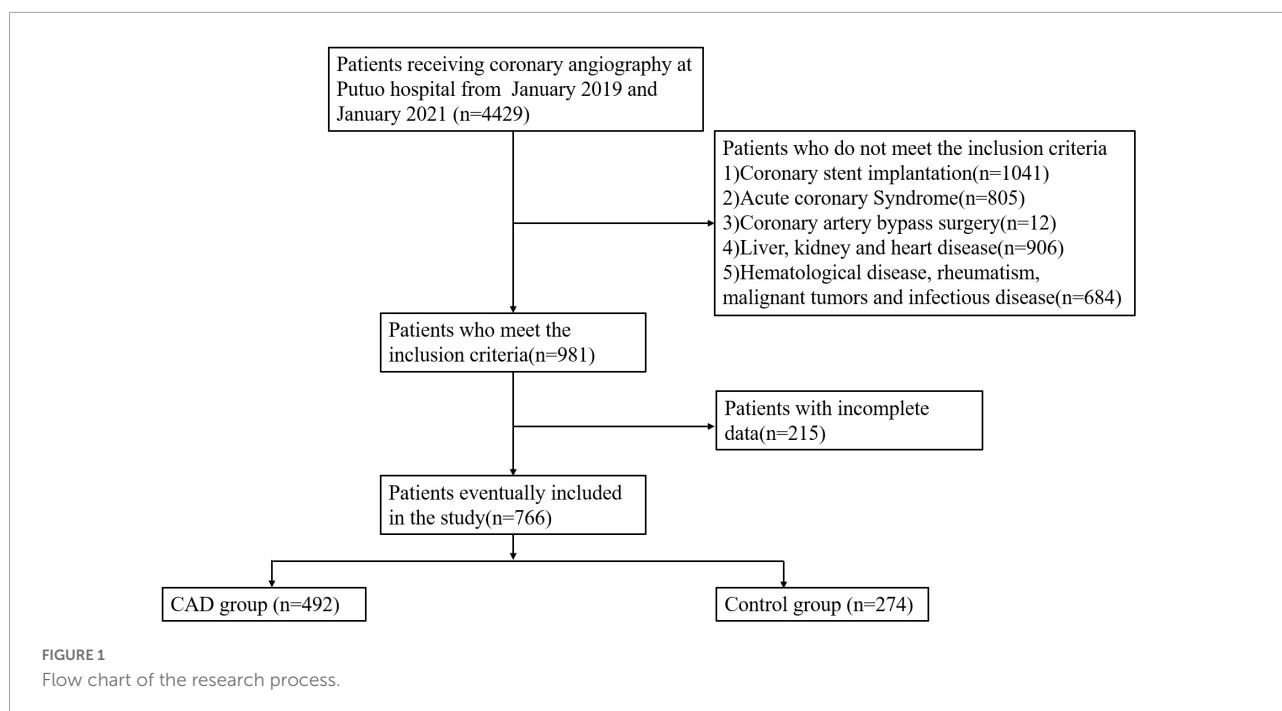 Patients receiving coronary angiography at
Putuo hospital from January 2019 and
January 2021 (n=4429)
Patients who do not meet the inclusion criteria
1)Coronary stent implantation(n=1041)
2)Acute coronary Syndrome(n=805)
3)Coronary artery bypass surgery(n=12)
4)Liver, kidney and heart disease(n=906)
5)Hematological disease, rheumatism,
malignant tumors and infectious disease(n=684)
Patients who meet the
inclusion criteria(n=981)
Patients with incomplete
data(n=215)
Patients eventually included
in the study(n=766)
CAD group (n=492)
Control group (n=274)
FIGURE 1
Flow chart of the research process.